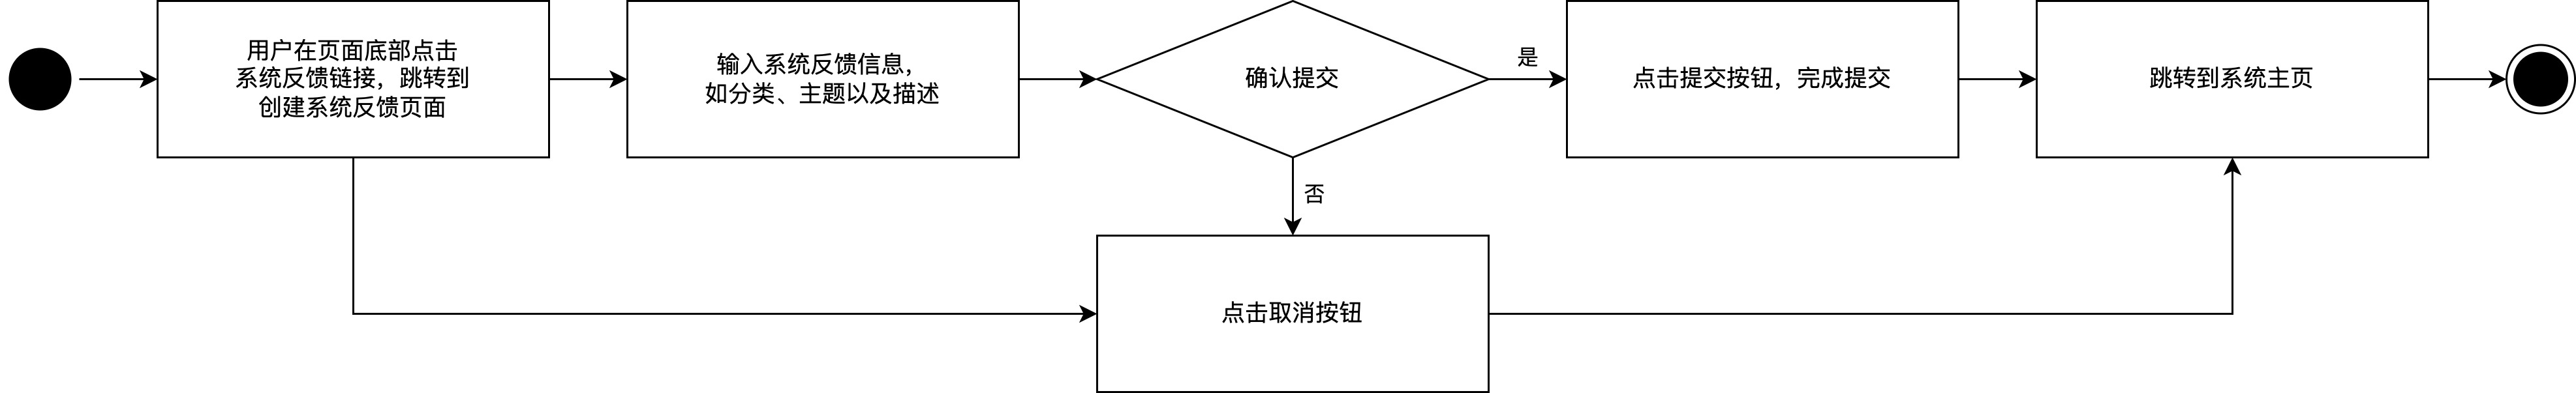 用户在页面底部点击
系统反馈链接，跳转到
创建系统反馈页面
输入系统反馈信息，
如分类、主题以及描述
确认提交
是
点击提交按钮，完成提交
跳转到系统主页
否
点击取消按钮